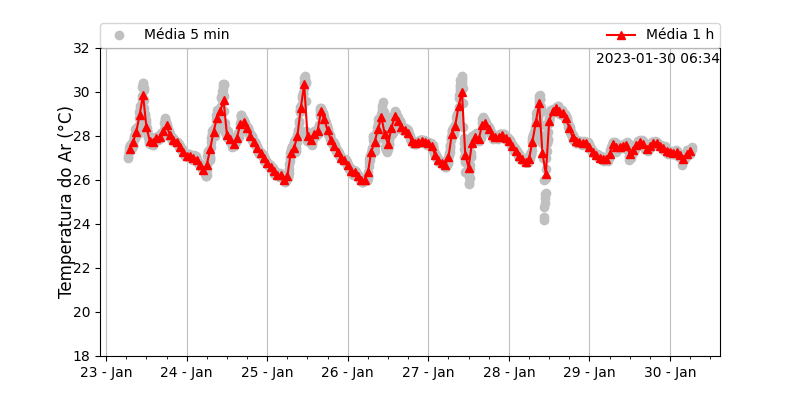 Média 5 min
Média 1 h
2023-01-30 06:34
Temperatura do Ar (°C)
32
30
28
26
24
22
20
18
23 - Jan
24 - Jan
25 - Jan
26 - Jan
27 - Jan
28 - Jan
29 - Jan
30 - Jan